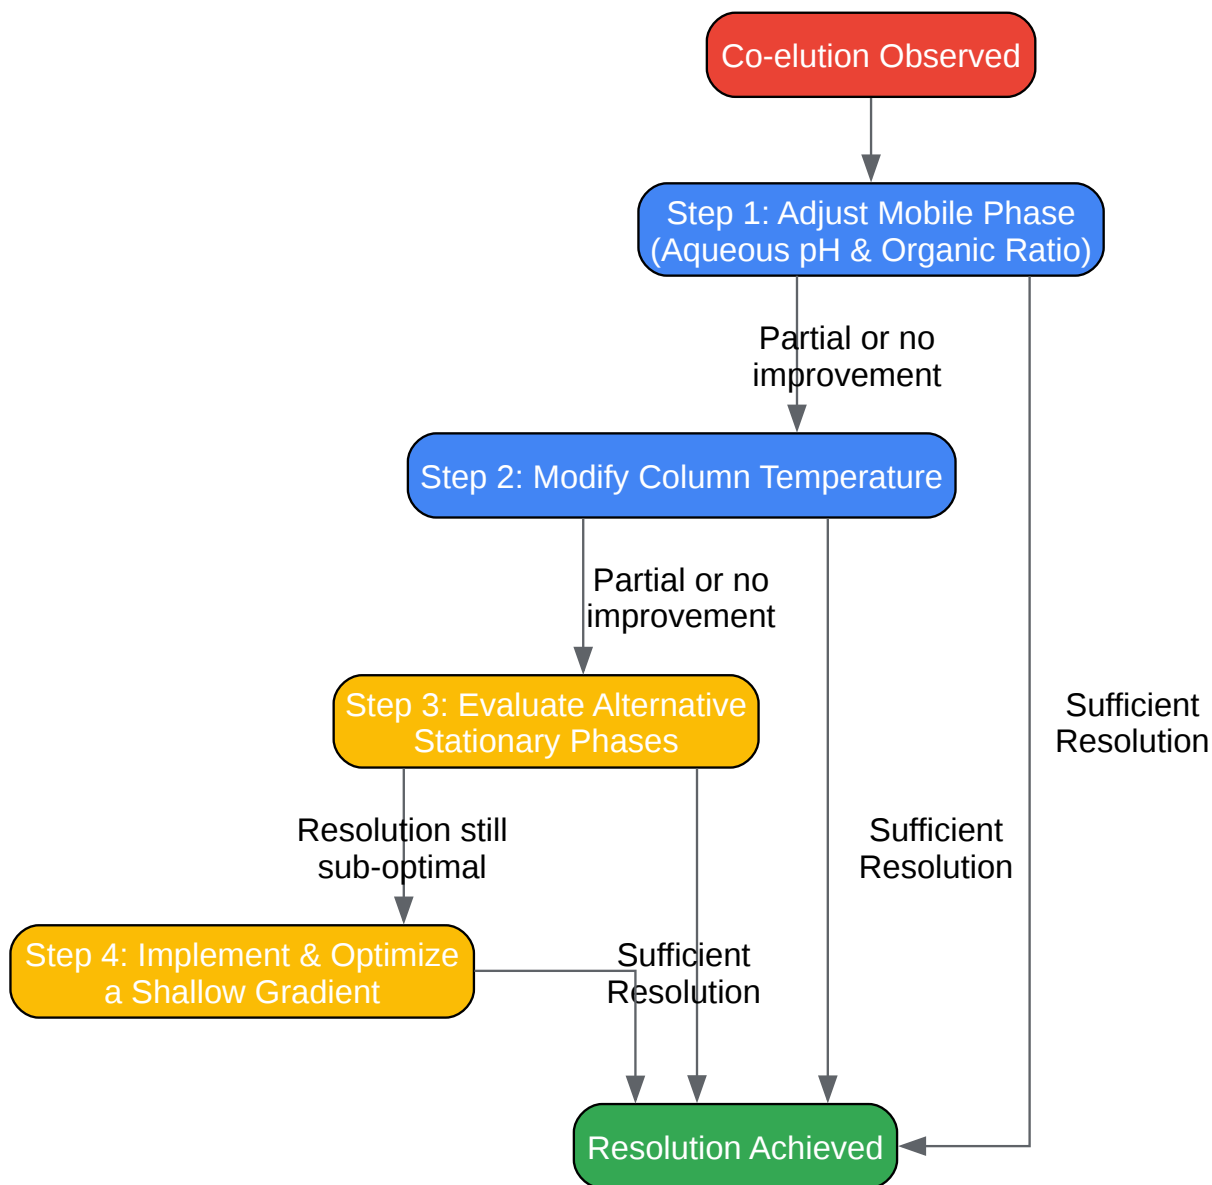 Co-elution Observed
Step 1: Adjust Mobile Phase
(Aqueous pH & Organic Ratio)
Partial or no
improvement
Step 2: Modify Column Temperature
Partial or no
improvement
Step 3: Evaluate Alternative
Stationary Phases
Sufficient
Resolution
Resolution still
sub-optimal
Sufficient
Resolution
Step 4: Implement & Optimize
a Shallow Gradient
Sufficient
Resolution
Resolution Achieved